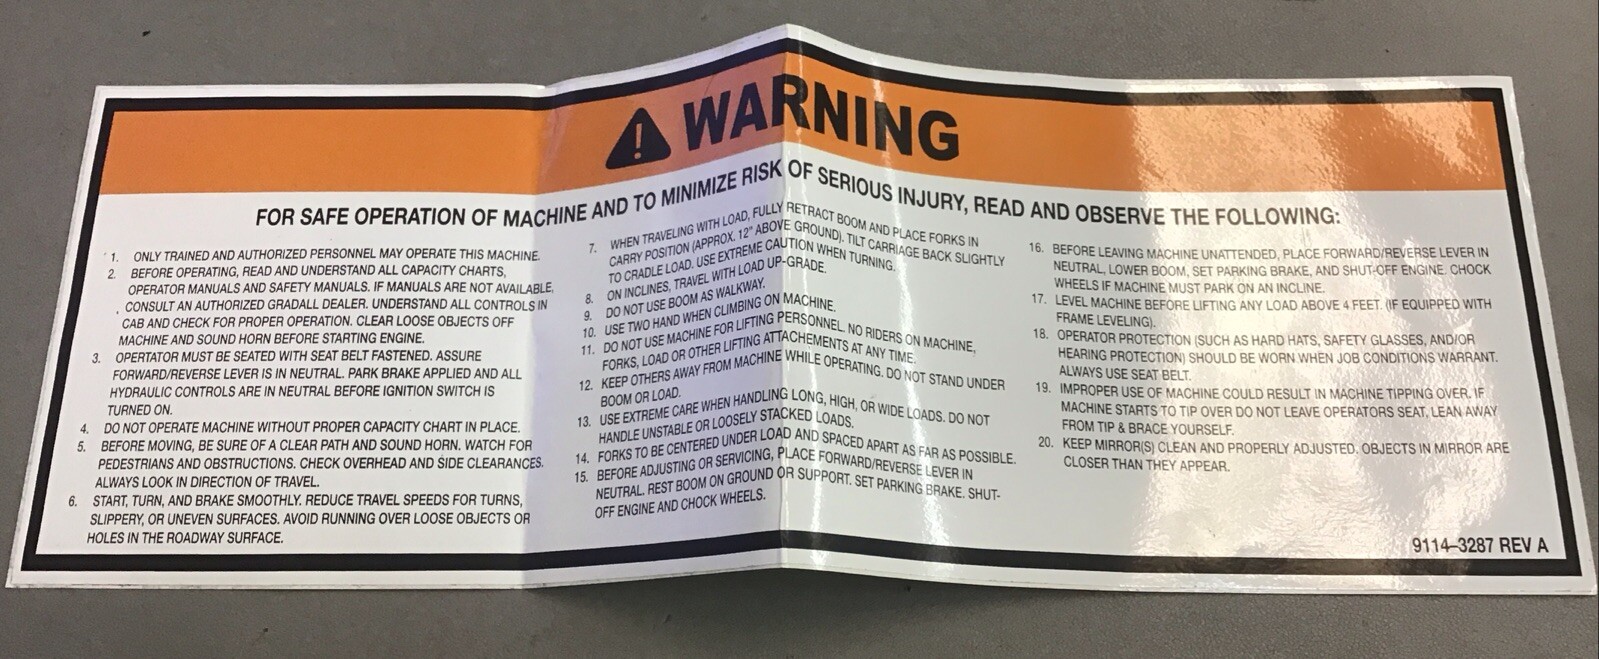 WARNING
FOR SAFE OPERATION OF MACHINE AND TO MINIMIZE RISK OF SERIOUS INJURY, READ AND OBSERVE THE FOLLOWING:
1. ONLY TRAINED AND AUTHORIZED PERSONNEL MAY OPERATE THIS MACHINE.
2. BEFORE OPERATING, READ AND UNDERSTAND ALL CAPACITY CHARTS,
OPERATOR MANUALS AND SAFETY MANUALS. IF MANUALS ARE NOT AVAILABLE,
CONSULT AN AUTHORIZED GRADALL DEALER. UNDERSTAND ALL CONTROLS IN
CAB AND CHECK FOR PROPER OPERATION. CLEAR LOOSE OBJECTS OFF
MACHINE AND SOUND HORN BEFORE STARTING ENGINE.
3. OPERTATOR MUST BE SEATED WITH SEAT BELT FASTENED. ASSURE
FORWARD/REVERSE LEVER IS IN NEUTRAL. PARK BRAKE APPLIED AND ALL
HYDRAULIC CONTROLS ARE IN NEUTRAL BEFORE IGNITION SWITCH IS
TURNED ON.
4. DO NOT OPERATE MACHINE WITHOUT PROPER CAPACITY CHART IN PLACE.
5. BEFORE MOVING, BE SURE OF A CLEAR PATH AND SOUND HORN. WATCH FOR
PEDESTRIANS AND OBSTRUCTIONS. CHECK OVERHEAD AND SIDE CLEARANCES.
ALWAYS LOOK IN DIRECTION OF TRAVEL.
6. START, TURN, AND BRAKE SMOOTHLY. REDUCE TRAVEL SPEEDS FOR TURNS,
SLIPPERY, OR UNEVEN SURFACES. AVOID RUNNING OVER LOOSE OBJECTS OR
HOLES IN THE ROADWAY SURFACE.
7. WHEN TRAVELING WITH LOAD, FULLY RETRACT BOOM AND PLACE FORKS IN
CARRY POSITION (APPROX. 12" ABOVE GROUND). TILT CARRIAGE BACK SLIGHTLY
TO CRADLE LOAD. USE EXTREME CAUTION WHEN TURNING.
8. ON INCLINES, TRAVEL WITH LOAD UP-GRADE.
9. DO NOT USE BOOM AS WALKWAY.
10. USE TWO HAND WHEN CLIMBING ON MACHINE.
11. DO NOT USE MACHINE FOR LIFTING PERSONNEL. NO RIDERS ON MACHINE,
FORKS, LOAD OR OTHER LIFTING ATTACHEMENTS AT ANY TIME.
12. KEEP OTHERS AWAY FROM MACHINE WHILE OPERATING. DO NOT STAND UNDER
BOOM OR LOAD.
13. USE EXTREME CARE WHEN HANDLING LONG, HIGH, OR WIDE LOADS. DO NOT
HANDLE UNSTABLE OR LOOSELY STACKED LOADS.
14. FORKS TO BE CENTERED UNDER LOAD AND SPACED APART AS FAR AS POSSIBLE.
15. BEFORE ADJUSTING OR SERVICING, PLACE FORWARD/REVERSE LEVER IN
NEUTRAL. REST BOOM ON GROUND OR SUPPORT. SET PARKING BRAKE. SHUT-
OFF ENGINE AND CHOCK WHEELS.
16. BEFORE LEAVING MACHINE UNATTENDED, PLACE FORWARD/REVERSE LEVER IN
NEUTRAL, LOWER BOOM, SET PARKING BRAKE, AND SHUT-OFF ENGINE. CHOCK
WHEELS IF MACHINE MUST PARK ON AN INCLINE.
17. LEVEL MACHINE BEFORE LIFTING ANY LOAD ABOVE 4 FEET. (IF EQUIPPED WITH
FRAME LEVELING).
18. OPERATOR PROTECTION (SUCH AS HARD HATS, SAFETY GLASSES, AND/OR
HEARING PROTECTION) SHOULD BE WORN WHEN JOB CONDITIONS WARRANT.
ALWAYS USE SEAT BELT.
19. IMPROPER USE OF MACHINE COULD RESULT IN MACHINE TIPPING OVER. IF
MACHINE STARTS TO TIP OVER DO NOT LEAVE OPERATORS SEAT, LEAN AWAY
FROM TIP & BRACE YOURSELF.
20. KEEP MIRROR(S) CLEAN AND PROPERLY ADJUSTED. OBJECTS IN MIRROR ARE
CLOSER THAN THEY APPEAR.
9114-3287 REV A